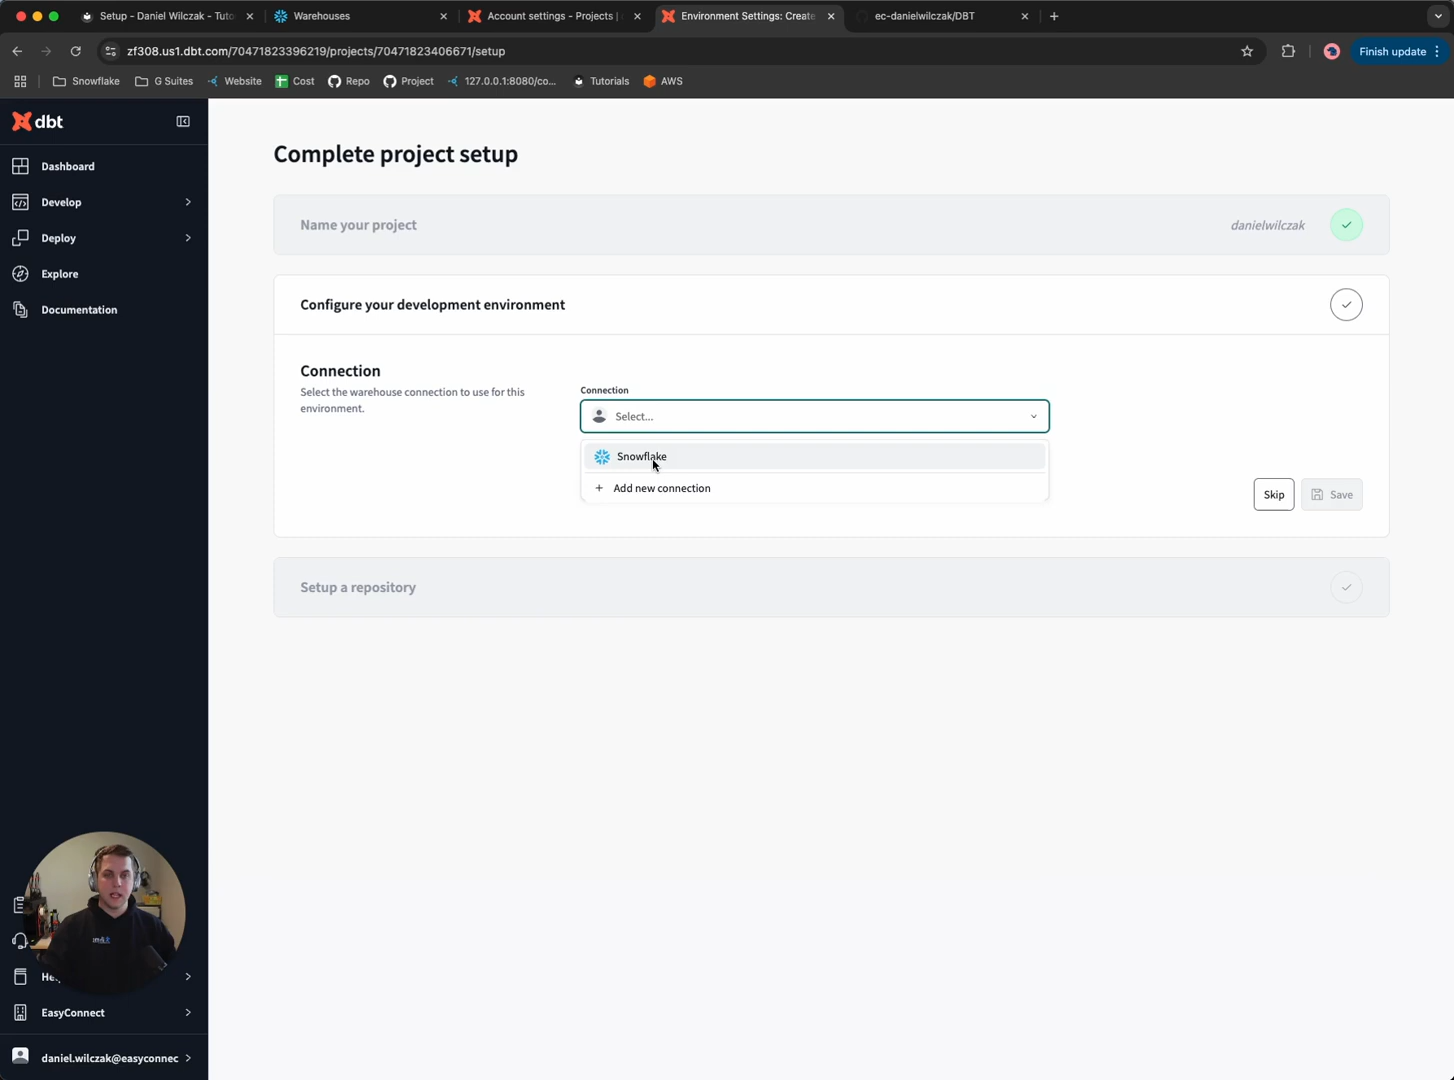 Setup - Daniel Wilczak - Tuto
Warehouses
Account settings - Projects |
Environment Settings: Create
ec-danielwilczak/DBT
zf308.us1.dbt.com/70471823396219/projects/70471823406671/setup
Finish update
Snowflake
G Suites
Website
Cost
Repo
Project
127.0.0.1:8080/co...
Tutorials
AWS
dbt
Dashboard
Develop
Deploy
Explore
Documentation
EasyConnect
daniel.wilczak@easyconnec
Complete project setup
Name your project
danielwilczak
Configure your development environment
Connection
Select the warehouse connection to use for this
environment.
Connection
Select...
Snowflake
+ Add new connection
Skip
Save
Setup a repository